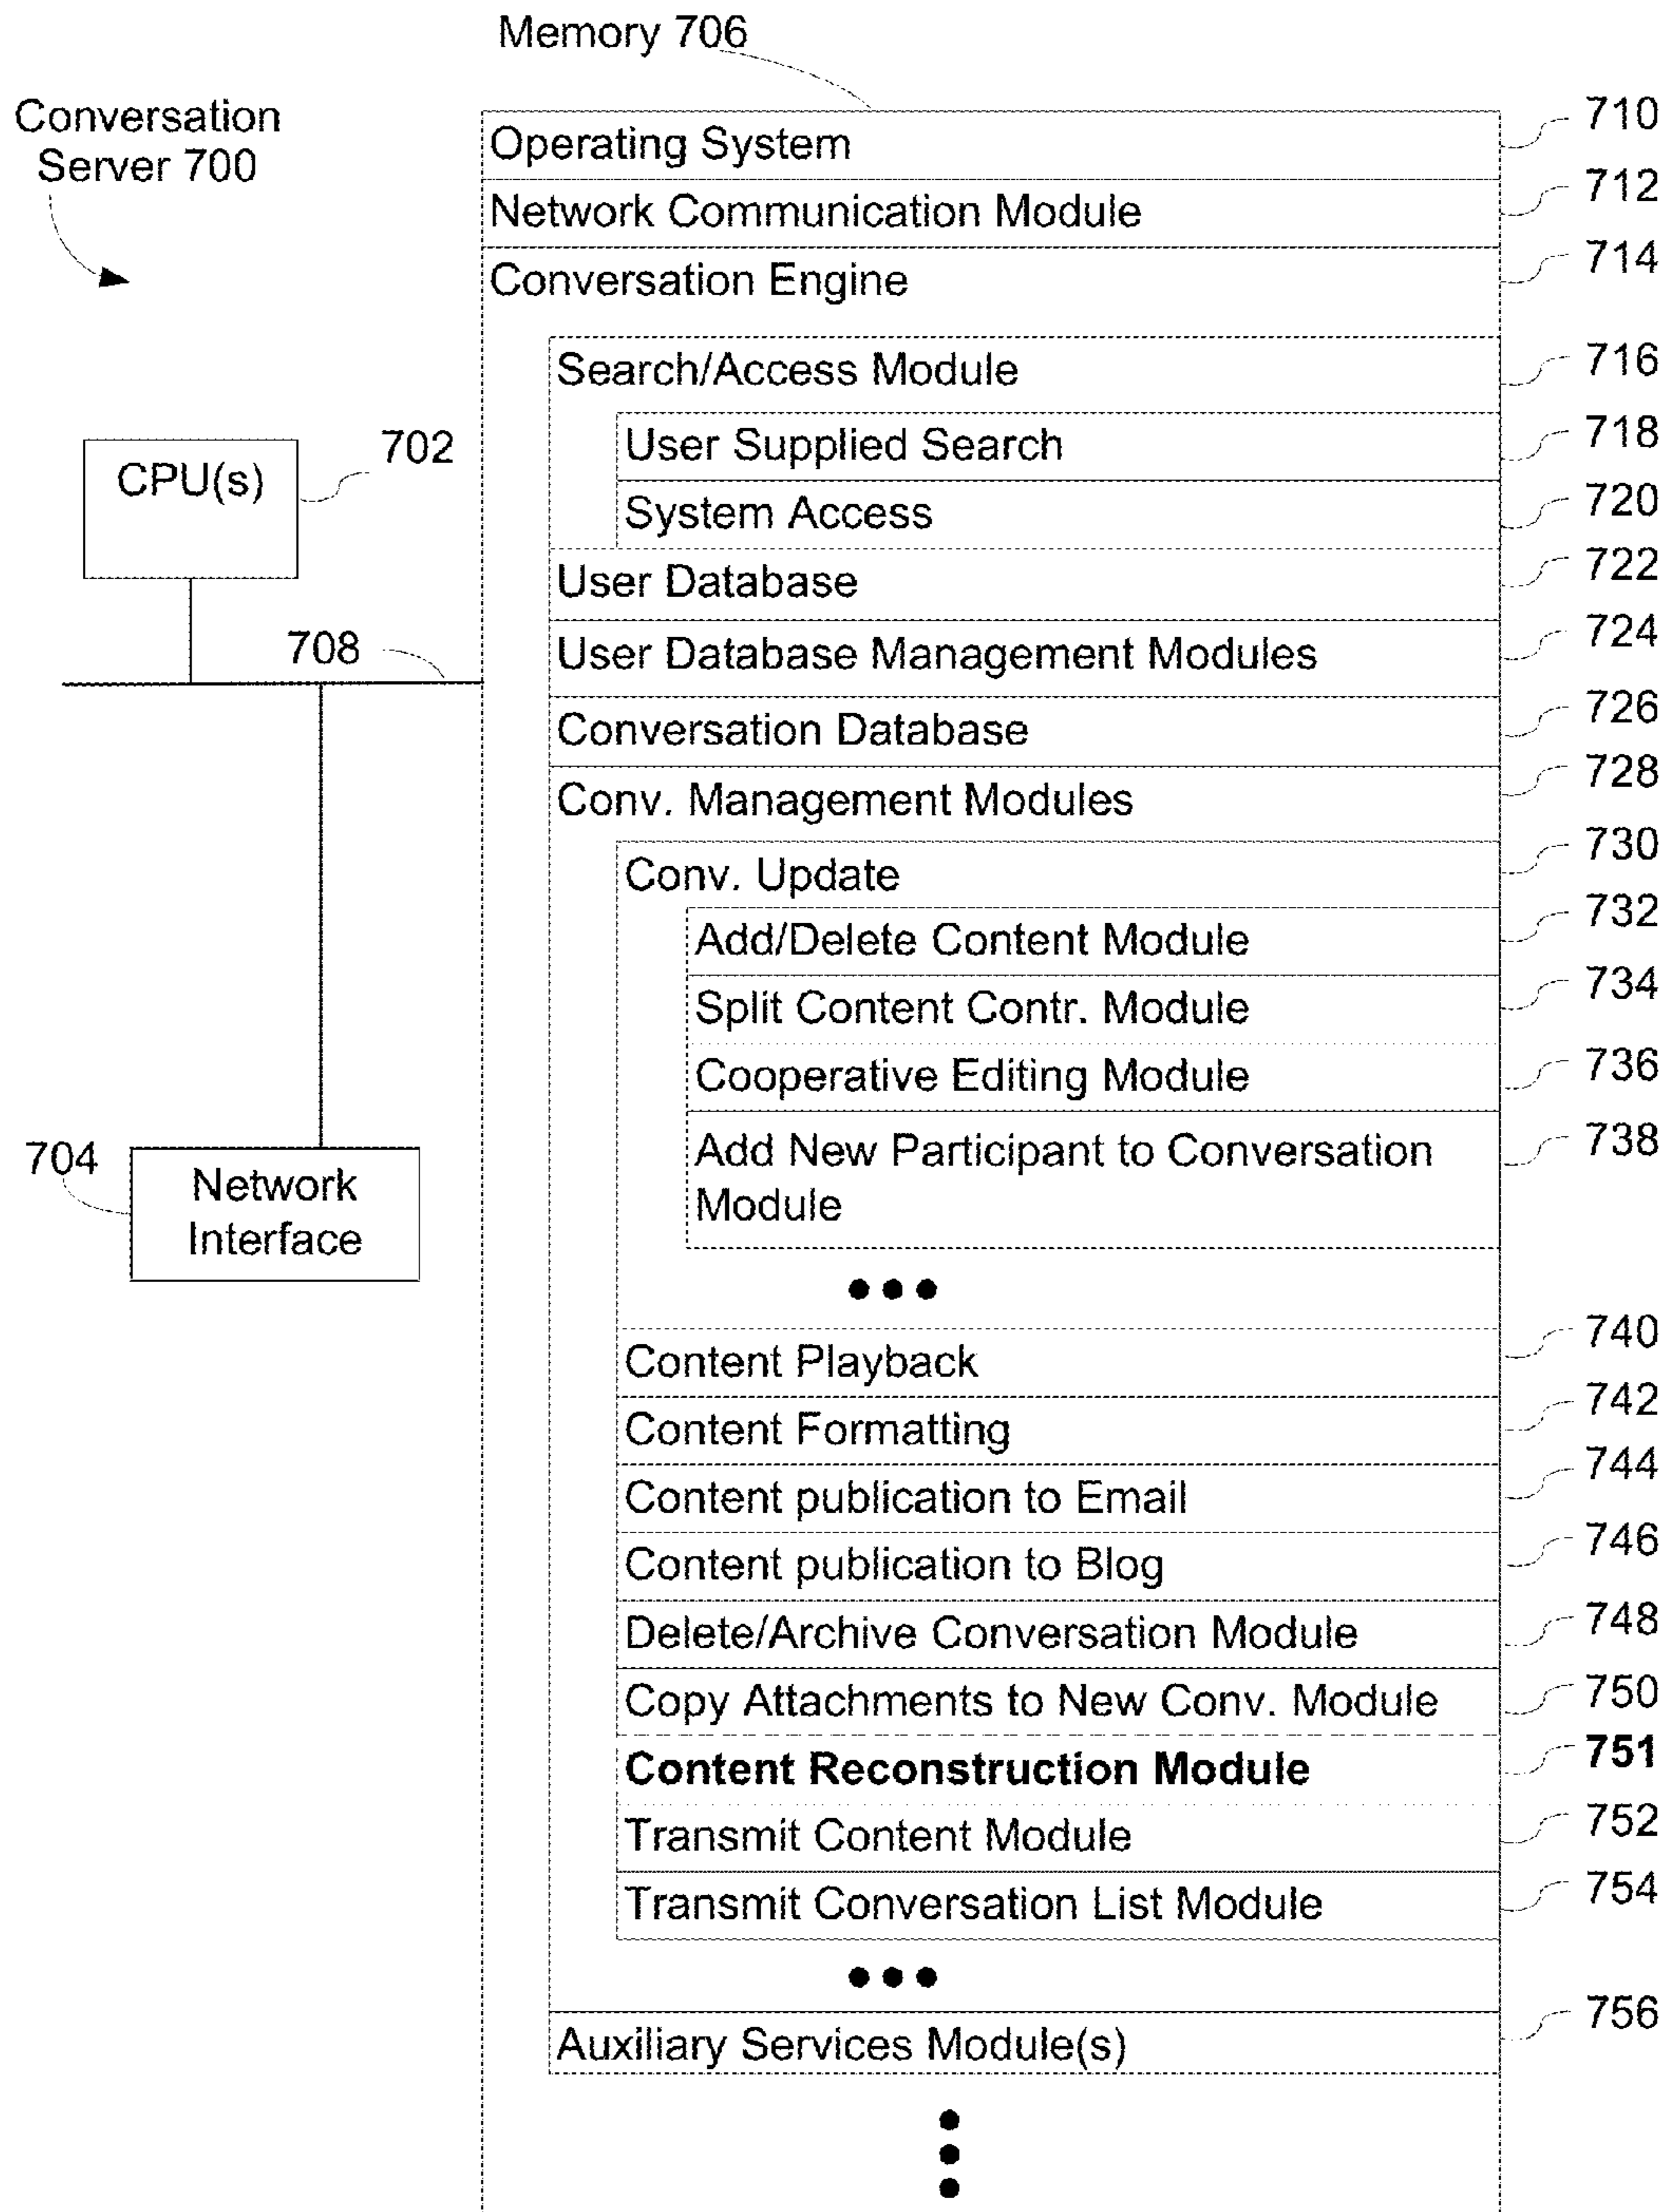 Memory 706
Conversation
Server 700
Operating System 710
Network Communication Module 712
Conversation Engine 714
Search/Access Module 716
User Supplied Search 718
System Access 720
CPU(s) 702
User Database 722
User Database Management Modules 724
708
Conversation Database 726
Conv. Management Modules 728
Conv. Update 730
Add/Delete Content Module 732
Split Content Contr. Module 734
Cooperative Editing Module 736
Add New Participant to Conversation 738
Module
704
Network
Interface
Content Playback 740
Content Formatting 742
Content publication to Email 744
Content publication to Blog 746
Delete/Archive Conversation Module 748
Copy Attachments to New Conv. Module 750
Content Reconstruction Module 751
Transmit Content Module 752
Transmit Conversation List Module 754
Auxiliary Services Module(s) 756